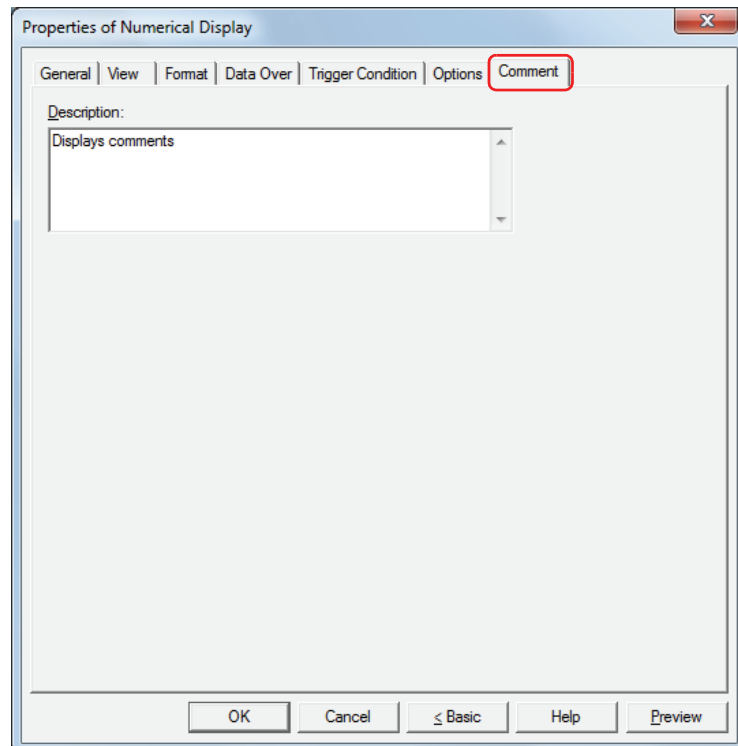 Properties of Numerical Display
General View Format Data Over Trigger Condition Options Comment
Description:
Displays comments
OK Cancel < Basic Help Preview